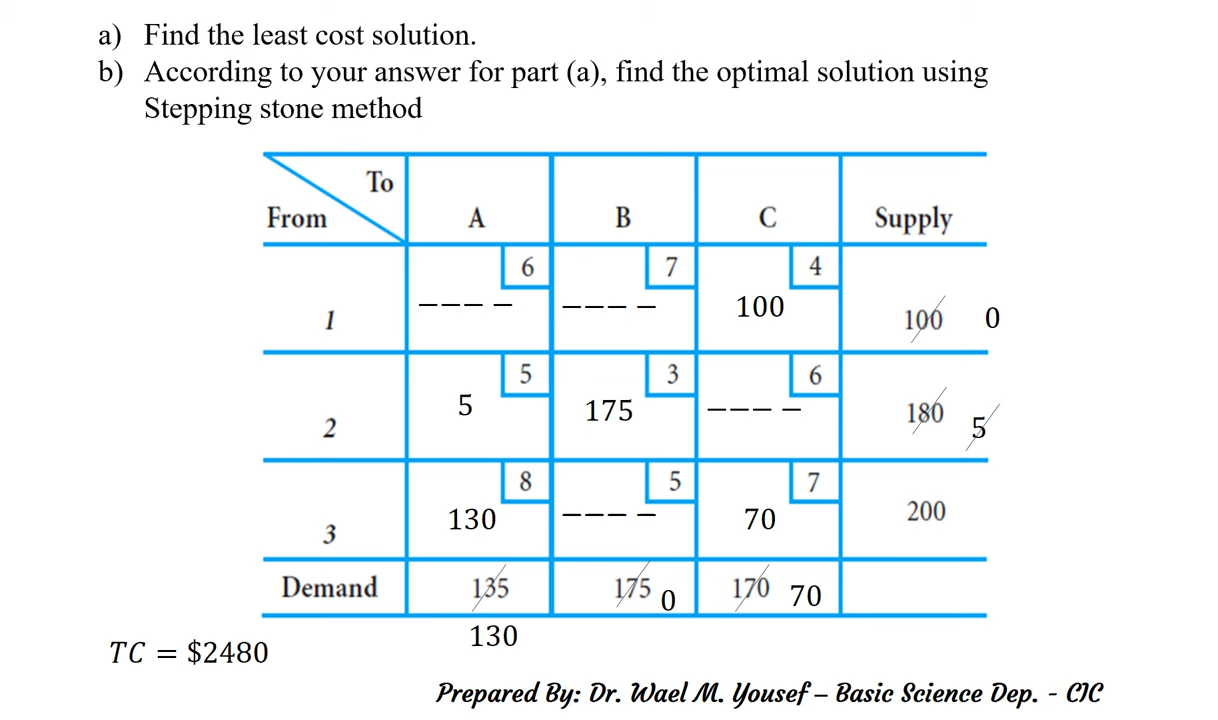 a) Find the least cost solution.
b) According to your answer for part (a), find the optimal solution using
Stepping stone method
To
From A B C Supply
6 7 4
1 –––– –––– 100 100 0
5 3 6
2 5 175 –––– 180 5
8 5 7
3 130 –––– 70 200
Demand 135 175 0 170 70
130
TC = $2480
Prepared By: Dr. Wael M. Yousef – Basic Science Dep. - CIC